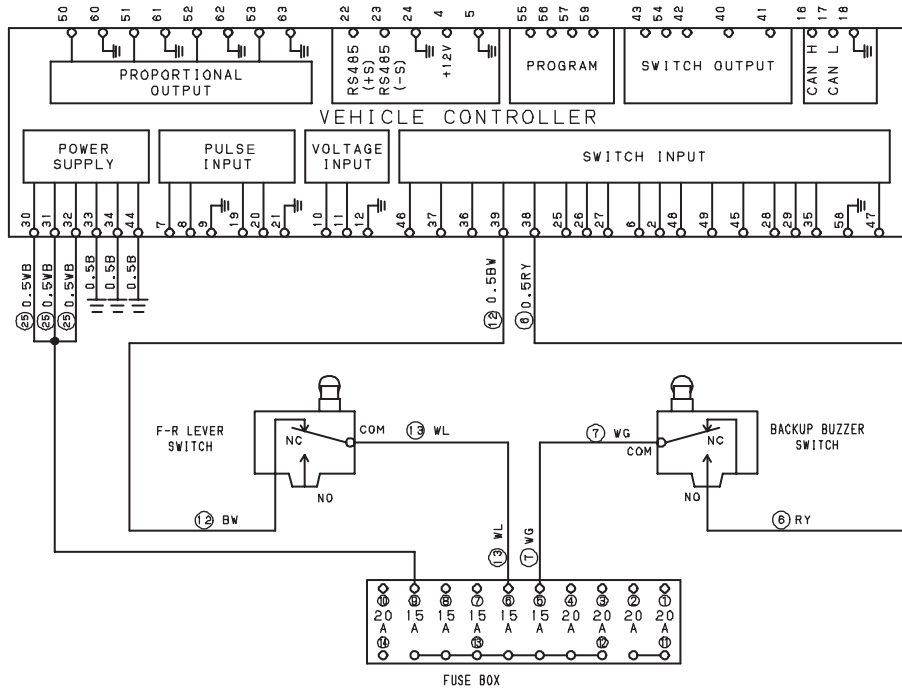 50 60 51 61 52 62 53 63 22 23 24 4 5 55 56 57 59 43 54 42 40 41 16 17 18
PROPORTIONAL
OUTPUT
RS485
(+S)
RS485
(-S)
+12V
PROGRAM
SWITCH OUTPUT
CAN H
CAN L
VEHICLE CONTROLLER
POWER
SUPPLY
PULSE
INPUT
VOLTAGE
INPUT
SWITCH INPUT
30 31 32 33 34 44 7 8 9 19 20 21 10 11 12 46 37 36 39 38 25 26 27 6 2 48 49 45 28 29 35 58 47
25 0.5WB
25 0.5WB
25 0.5WB
0.5B
0.5B
0.5B
12 0.5BW
6 0.5RY
F-R LEVER
SWITCH
NC
COM
NO
13 WL
7 WG
COM
NC
NO
BACKUP BUZZER
SWITCH
12 BW
6 RY
13 WL
7 WG
10 9 8 7 6 5 4 3 2 1
20 15 15 15 15 15 20 20 20 20
A A A A A A A A A A
14 13 12 11
FUSE BOX